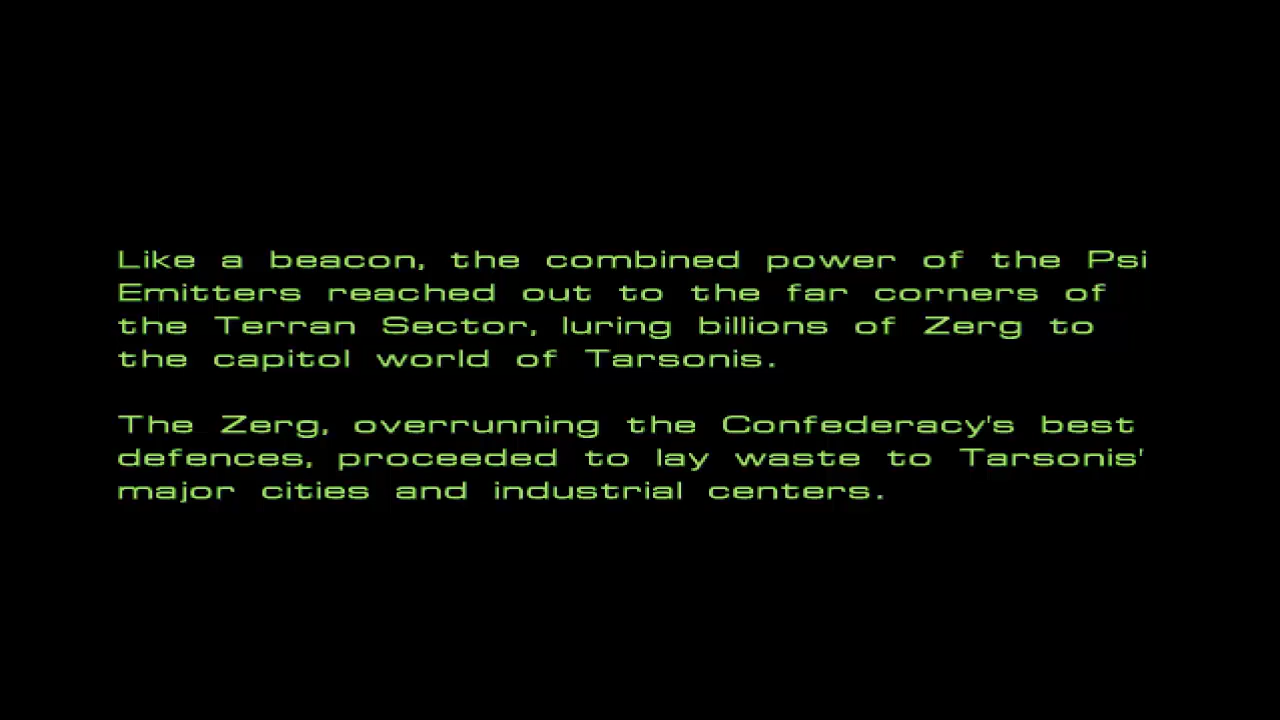 Like a beacon, the combined power of the Psi
Emitters reached out to the far corners of
the Terran Sector, luring billions of Zerg to
the capitol world of Tarsonis.
The Zerg, overrunning the Confederacy's best
defences, proceeded to lay waste to Tarsonis'
major cities and industrial centers.